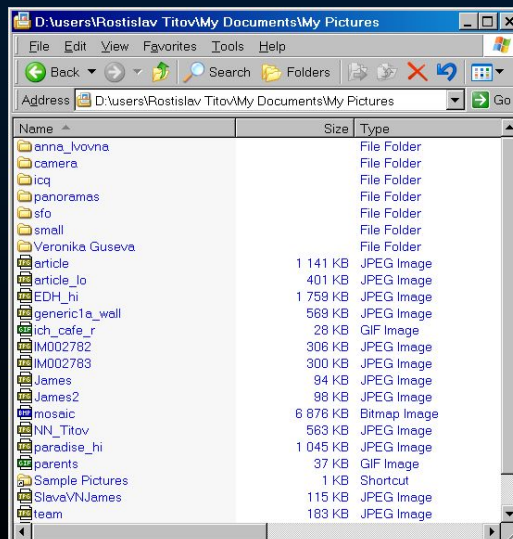 D:\users\Rostislav Titov\My Documents\My Pictures
File Edit View Favorites Tools Help
Back Search Folders
Address D:\users\Rostislav Titov\My Documents\My Pictures Go
Name Size Type
anna_lvovna File Folder
camera File Folder
icq File Folder
panoramas File Folder
sfo File Folder
small File Folder
Veronika Guseva File Folder
article 1 141 KB JPEG Image
article_lo 401 KB JPEG Image
EDH_hi 1 759 KB JPEG Image
generic1a_wall 569 KB JPEG Image
ich_cafe_r 28 KB GIF Image
IM002782 306 KB JPEG Image
IM002783 300 KB JPEG Image
James 94 KB JPEG Image
James2 98 KB JPEG Image
mosaic 6 876 KB Bitmap Image
NN_Titov 563 KB JPEG Image
paradise_hi 1 045 KB JPEG Image
parents 37 KB GIF Image
Sample Pictures 1 KB Shortcut
SlavaVNJames 115 KB JPEG Image
team 183 KB JPEG Image